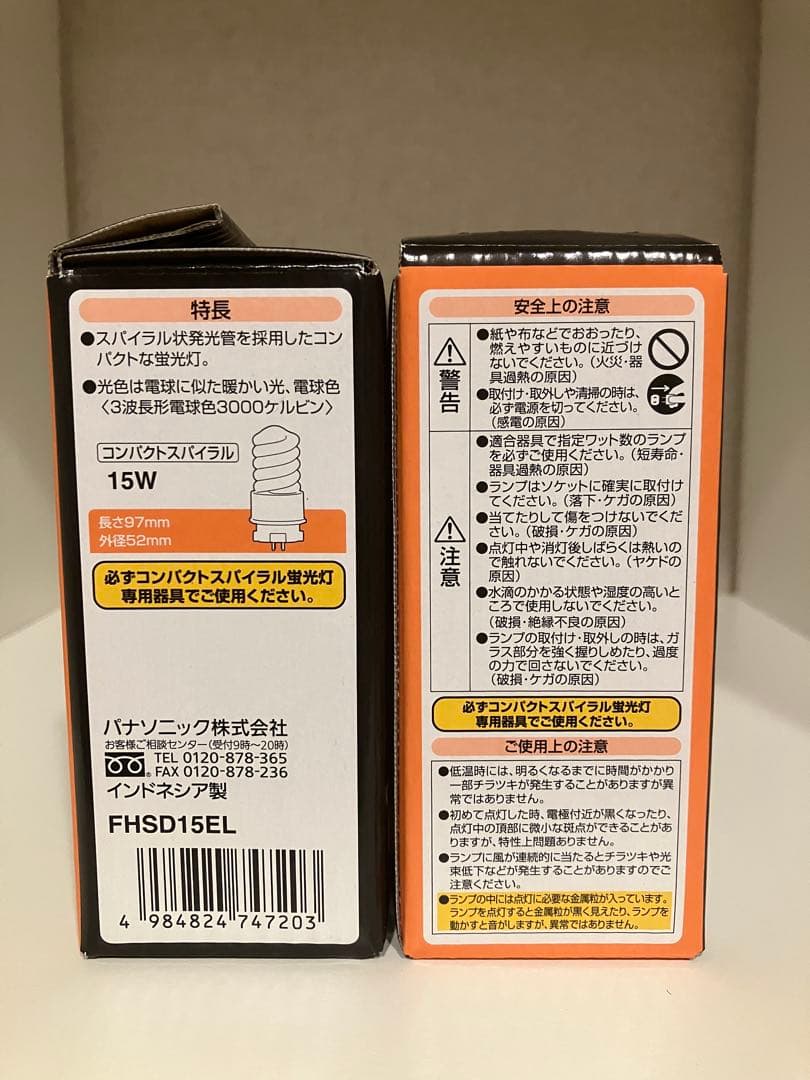 特長
●スパイラル状発光管を採用したコン
パクトな蛍光灯。
●光色は電球に似た暖かい光、電球色
〈3波長形電球色3000ケルビン〉
コンパクトスパイラル
15W
長さ97mm
外径52mm
必ずコンパクトスパイラル蛍光灯
専用器具でご使用ください。
パナソニック株式会社
お客様ご相談センター(受付9時〜20時)
TEL 0120-878-365
FAX 0120-878-236
インドネシア製
FHSD15EL
4 984824 747203
安全上の注意
警告
●紙や布などでおおったり、
燃えやすいものに近づけ
ないでください。(火災・器
具過熱の原因)
●取付け・取外しや清掃の時は、
必ず電源を切ってください。
(感電の原因)
注意
●適合器具で指定ワット数のランプ
を必ずご使用ください。(短寿命・
器具過熱の原因)
●ランプはソケットに確実に取付け
てください。(落下・ケガの原因)
●当てたりして傷をつけないでくだ
さい。(破損・ケガの原因)
●点灯中や消灯後しばらくは熱いの
で触れないでください。(ヤケドの
原因)
●水滴のかかる状態や湿度の高いと
ころで使用しないでください。
(破損・絶縁不良の原因)
●ランプの取付け・取外しの時は、ガ
ラス部分を強く握りしめたり、過度
の力で回さないでください。
(破損・ケガの原因)
必ずコンパクトスパイラル蛍光灯
専用器具でご使用ください。
ご使用上の注意
●低温時には、明るくなるまでに時間がかかり
一部チラツキが発生することがありますが異
常ではありません。
●初めて点灯した時、電極付近が黒くなったり、
点灯中の頂部に微小な斑点ができることがあ
りますが、特性上問題ありません。
●ランプに風が連続的に当たるとチラツキや光
束低下などが発生することがありますのでご
注意ください。
●ランプの中には点灯に必要な金属粒が入っています。
ランプを点灯すると金属粒が黒く見えたり、ランプを
動かすと音がしますが、異常ではありません。